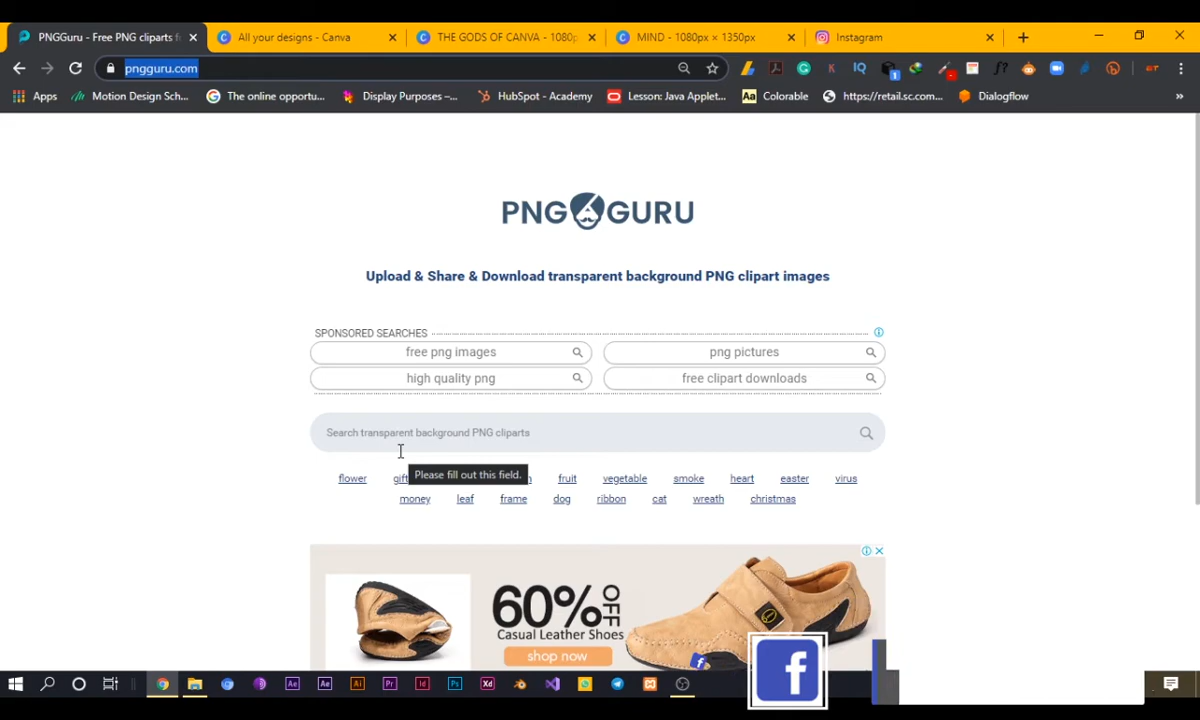 PNGGuru - Free PNG cliparts f
All your designs - Canva
THE GODS OF CANVA - 1080p
MIND - 1080px × 1350px
Instagram
pngguru.com
Apps
Motion Design Sch...
The online opportu...
Display Purposes -...
HubSpot - Academy
Lesson: Java Applet...
Aa Colorable
https://retail.sc.com...
Dialogflow
PNG GURU
Upload & Share & Download transparent background PNG clipart images
SPONSORED SEARCHES
free png images
png pictures
high quality png
free clipart downloads
Search transparent background PNG cliparts
Please fill out this field.
flower fruit vegetable smoke heart easter virus
money leaf frame dog ribbon cat wreath christmas
60% OFF
Casual Leather Shoes
shop now